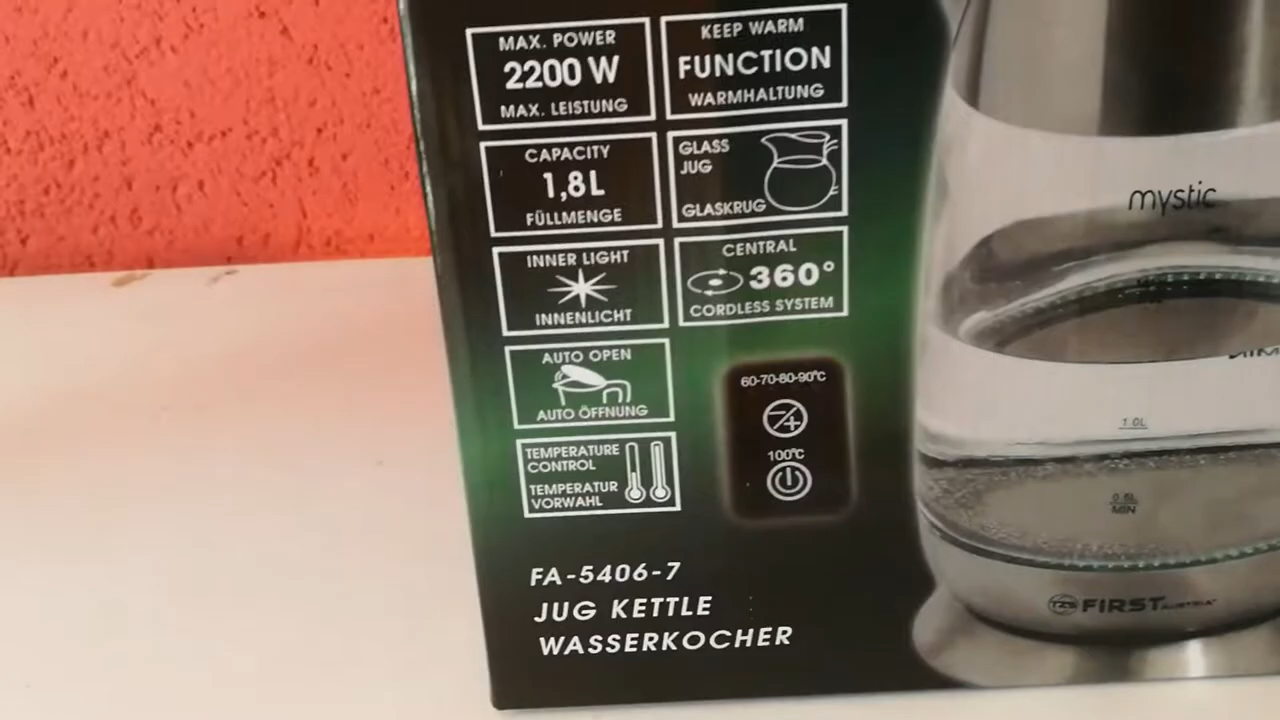 MAX. POWER
2200 W
MAX. LEISTUNG
KEEP WARM
FUNCTION
WARMHALTUNG
CAPACITY
1,8L
FÜLLMENGE
GLASS
JUG
GLASKRUG
INNER LIGHT
INNENLICHT
CENTRAL
360°
CORDLESS SYSTEM
AUTO OPEN
AUTO ÖFFNUNG
TEMPERATURE
CONTROL
TEMPERATUR
VORWAHL
60-70-80-90°C
100°C
FA-5406-7
JUG KETTLE
WASSERKOCHER
mystic
1.0L
0.5L
MIN
TZS FIRST AUSTRIA